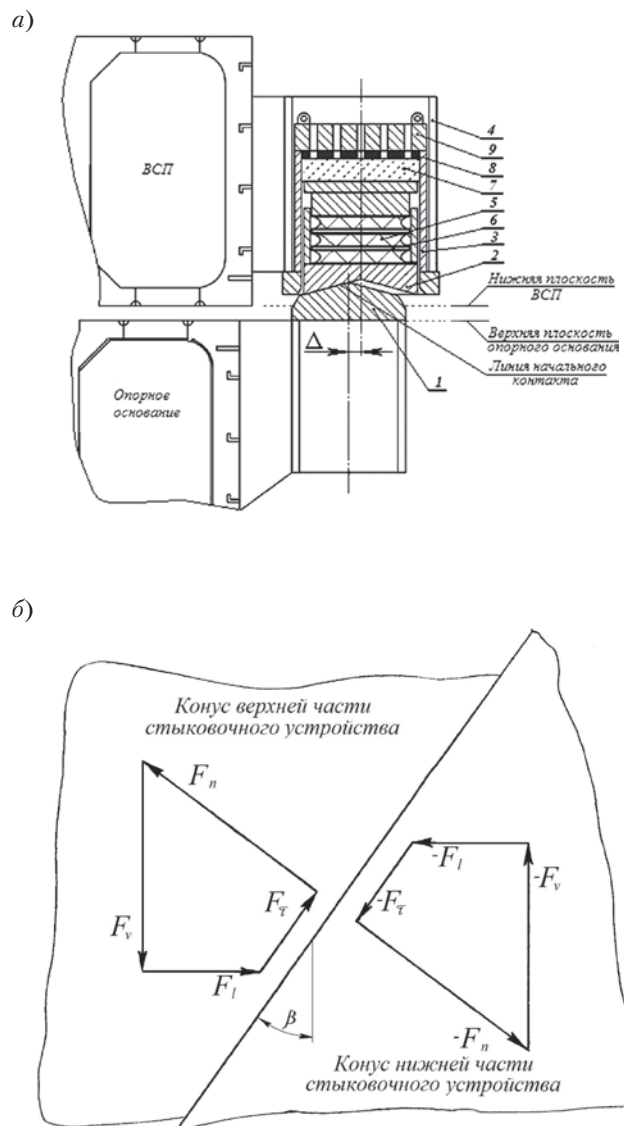 а)
ВСП
4
9
8
7
5
6
3
2
Нижняя плоскость
ВСП
Верхняя плоскость
опорного основания
Линия начального
контакта
1
Δ
Опорное
основание
б)
Конус верхней части
стыковочного устройства
Fn
Fv
Fτ
Fl
-Fl
-Fτ
-Fv
-Fn
β
Конус нижней части
стыковочного устройства